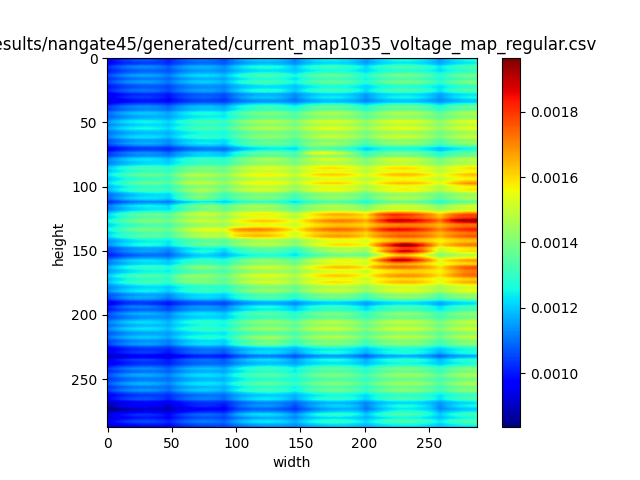 esults/nangate45/generated/current_map1035_voltage_map_regular.csv
0
50
100
150
200
250
height
0 50 100 150 200 250
width
0.0018
0.0016
0.0014
0.0012
0.0010